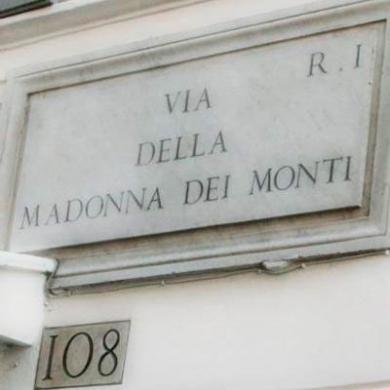 R.I
VIA
DELLA
MADONNA DEI MONTI
108